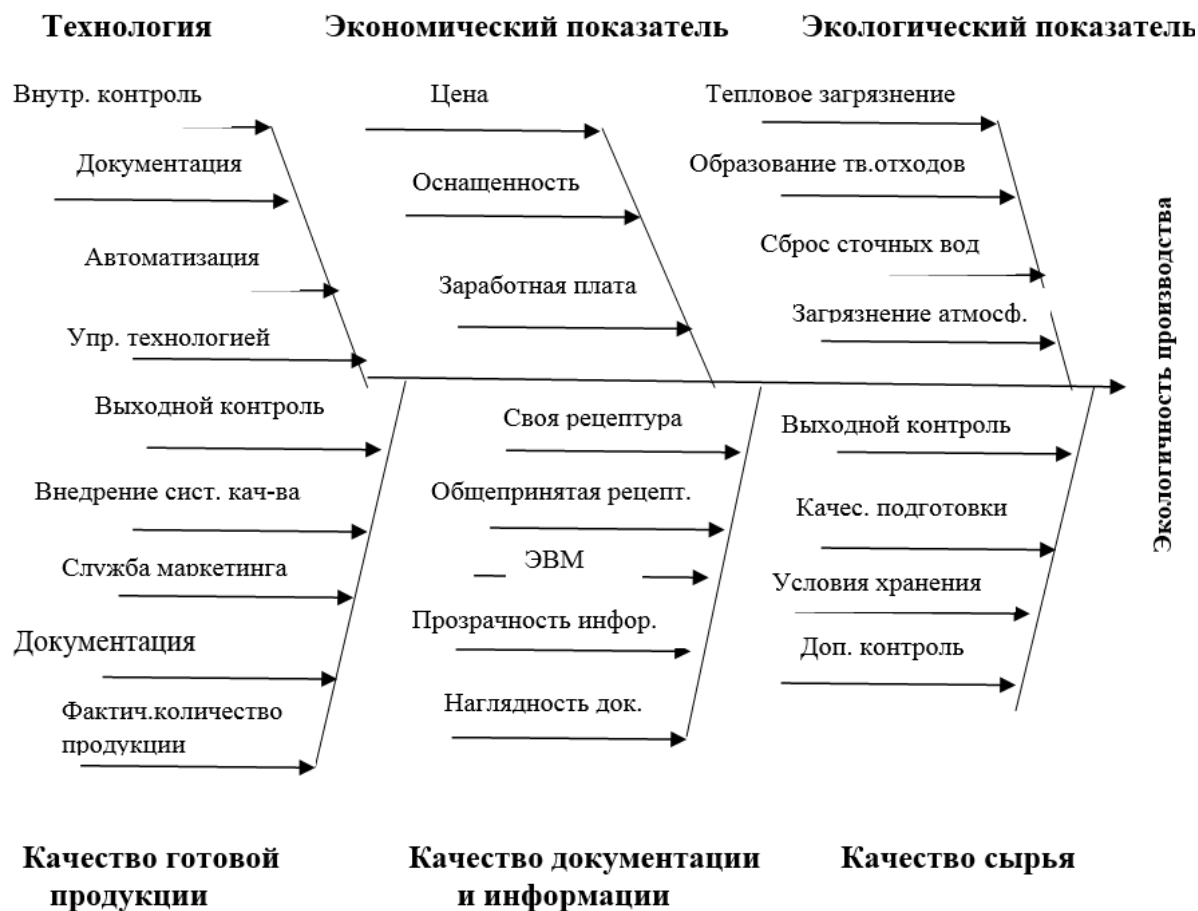 Технология
Экономический показатель
Экологический показатель
Внутр. контроль
Документация
Автоматизация
Упр. технологией
Цена
Оснащенность
Заработная плата
Тепловое загрязнение
Образование тв.отходов
Сброс сточных вод
Загрязнение атмосф.
Экологичность производства
Выходной контроль
Внедрение сист. кач-ва
Служба маркетинга
Документация
Фактич.количество
продукции
Своя рецептура
Общепринятая рецепт.
ЭВМ
Прозрачность инфор.
Наглядность док.
Выходной контроль
Качес. подготовки
Условия хранения
Доп. контроль
Качество готовой
продукции
Качество документации
и информации
Качество сырья